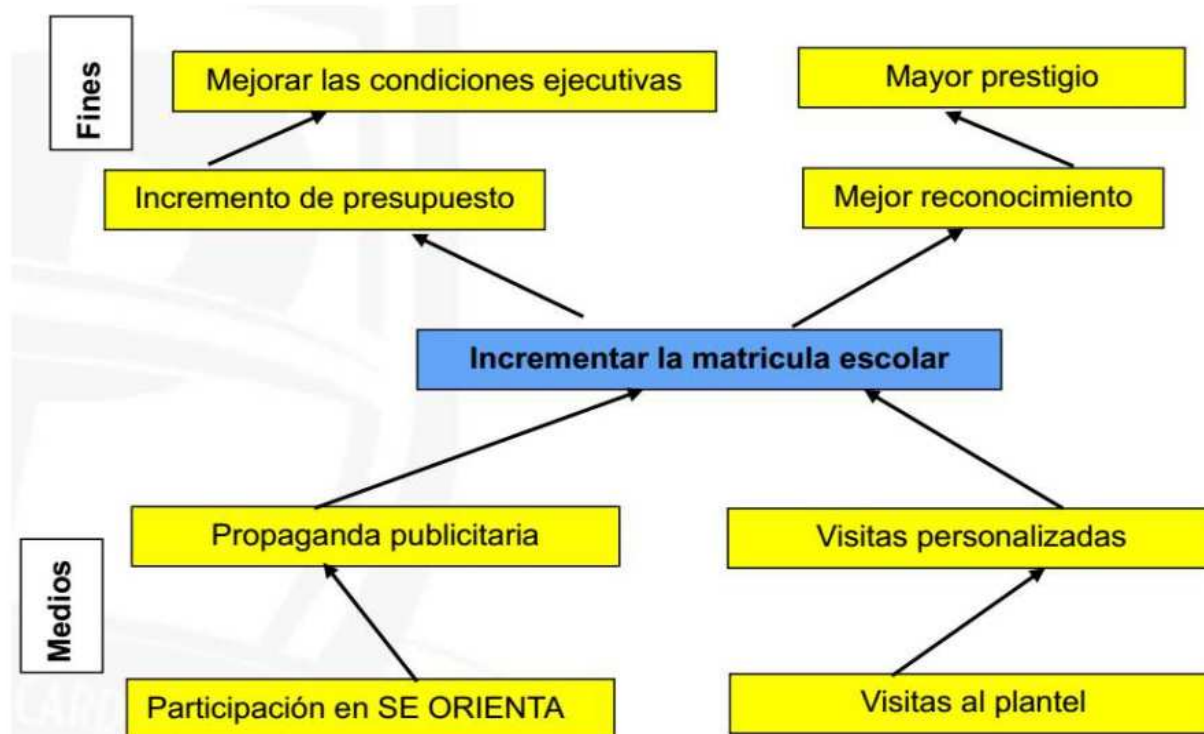 Fines
Mejorar las condiciones ejecutivas
Mayor prestigio
Incremento de presupuesto
Mejor reconocimiento
Incrementar la matricula escolar
Propaganda publicitaria
Visitas personalizadas
Medios
Participación en SE ORIENTA
Visitas al plantel